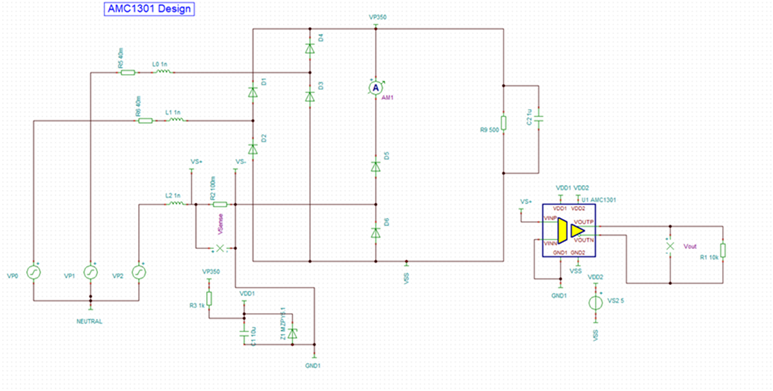 AMC1301 Design
VP350
D4
R5 40m
L0 1n
D1
D3
A
AM1
R6 40m
L1 1n
R9 500
C2 1u
D2
VS+
VS-
D5
L2 1n
R2 100m
VSense
D6
VDD1 VDD2
U1 AMC1301
VS+
VDD1 VDD2
VINP
VOUTP
VINN
VOUTN
GND1 GND2
Vout
R1 10k
VP0
VP1
VP2
VP350
VSS
VSS
VDD2
GND1
R3 1k
VDD1
VS2 5
NEUTRAL
C1 10u
VSS
GND1